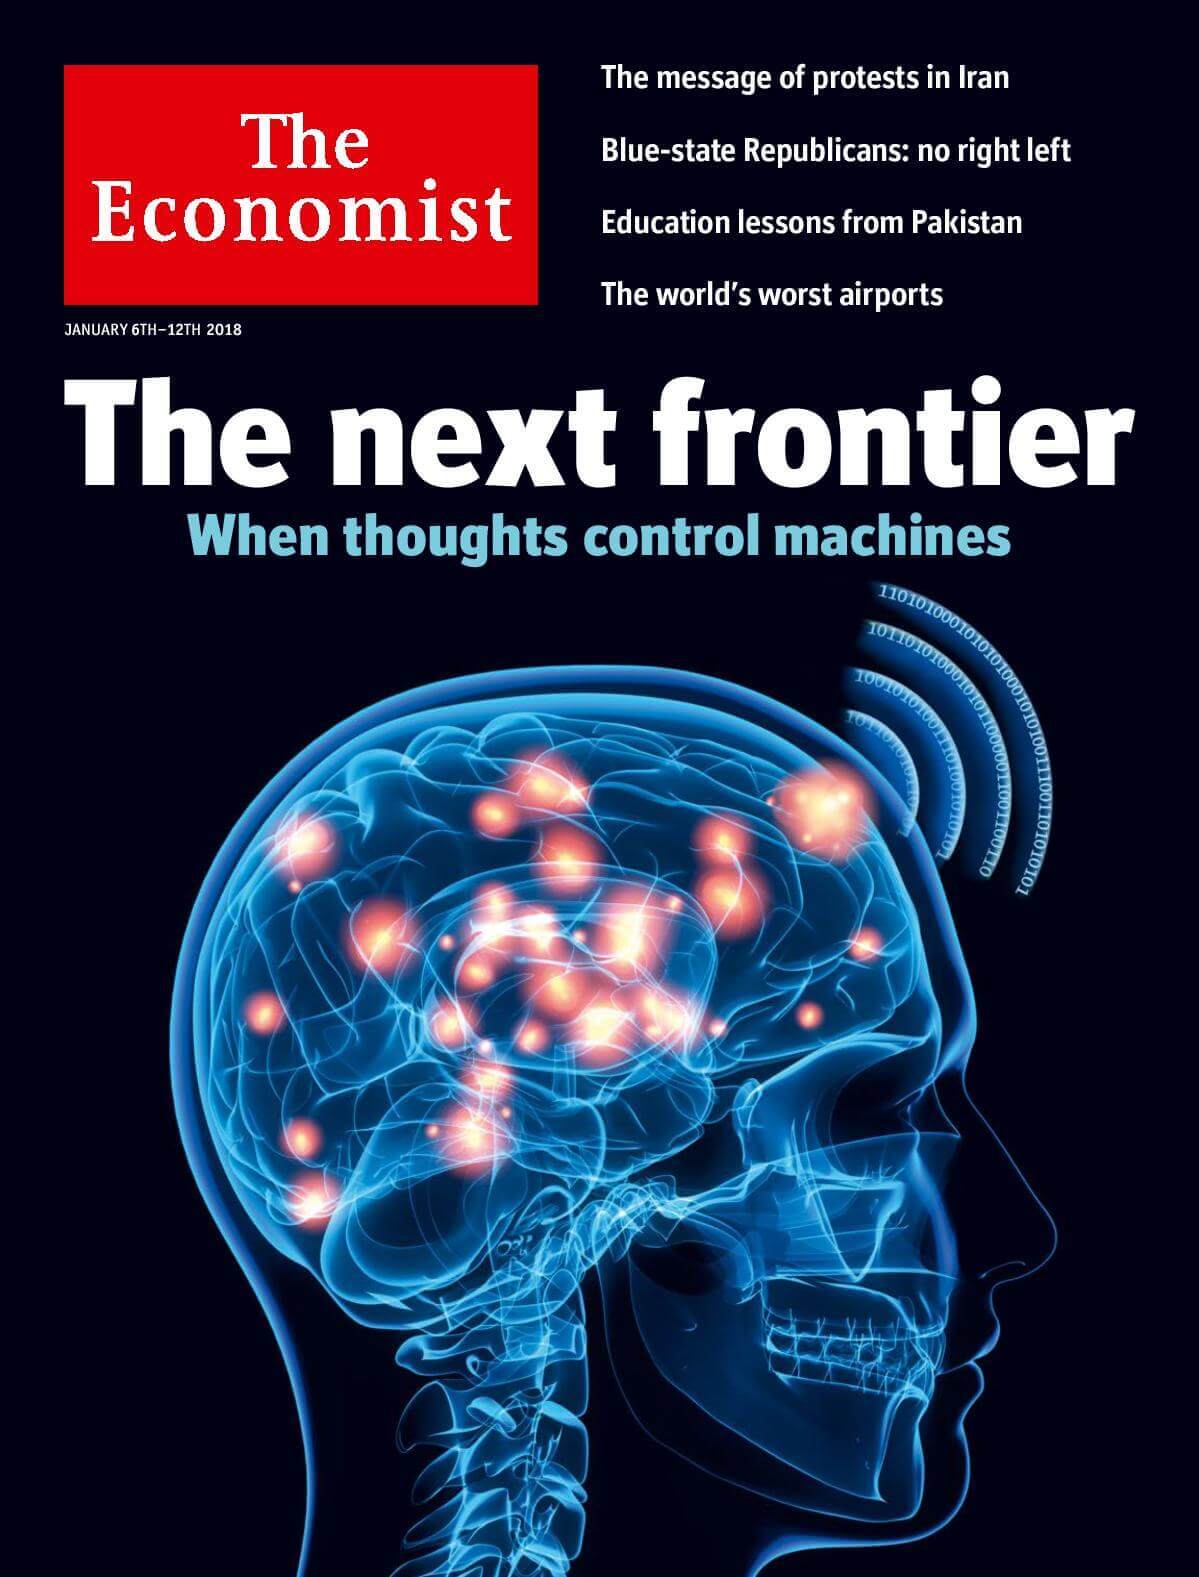 The
Economist
JANUARY 6TH–12TH 2018
The message of protests in Iran
Blue-state Republicans: no right left
Education lessons from Pakistan
The world's worst airports
The next frontier
When thoughts control machines